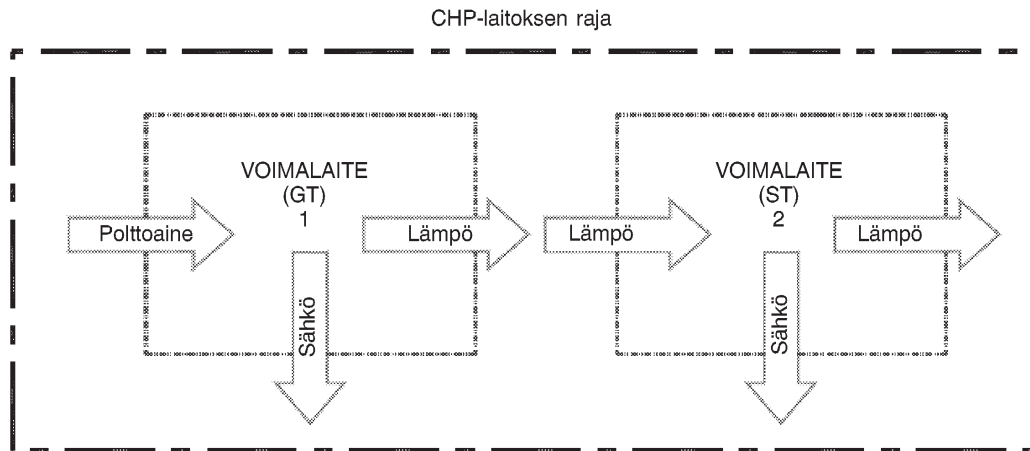 CHP-laitoksen raja
VOIMALAITE
(GT)
1
Polttoaine
Lämpö
Sähkö
VOIMALAITE
(ST)
2
Lämpö
Lämpö
Sähkö